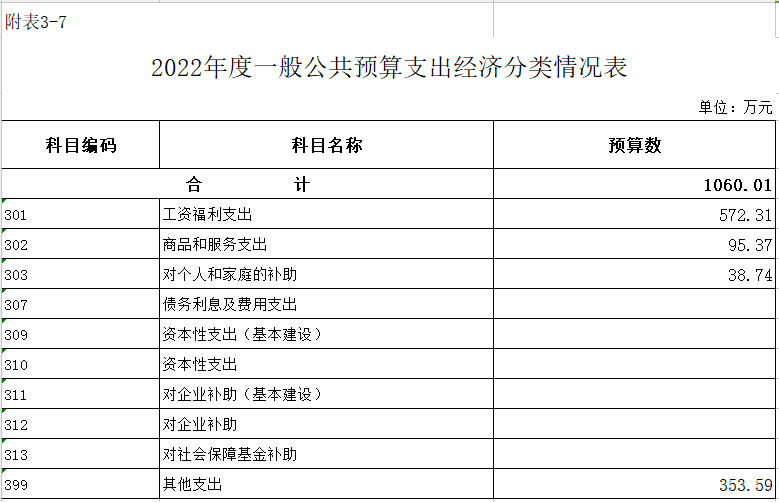 附表3-7
2022年度一般公共预算支出经济分类情况表
单位：万元
科目编码 科目名称 预算数
合 计 1060.01
301 工资福利支出 572.31
302 商品和服务支出 95.37
303 对个人和家庭的补助 38.74
307 债务利息及费用支出
309 资本性支出（基本建设）
310 资本性支出
311 对企业补助（基本建设）
312 对企业补助
313 对社会保障基金补助
399 其他支出 353.59